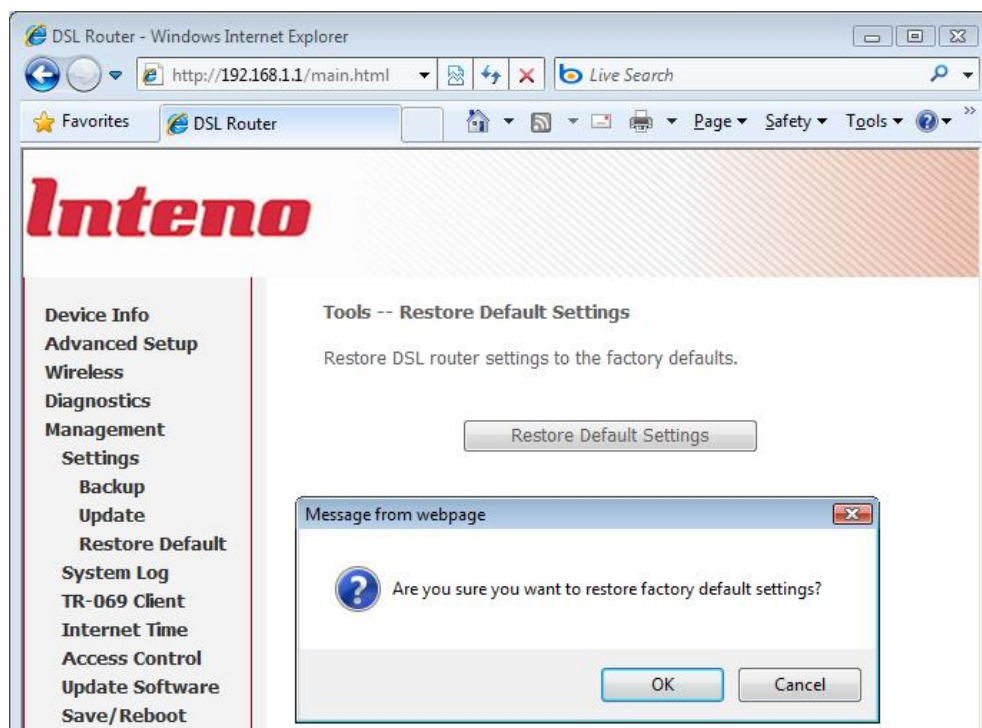 DSL Router - Windows Internet Explorer
http://192.168.1.1/main.html
Live Search
Favorites
DSL Router
Page
Safety
Tools
Inteno
Device Info
Advanced Setup
Wireless
Diagnostics
Management
Settings
Backup
Update
Restore Default
System Log
TR-069 Client
Internet Time
Access Control
Update Software
Save/Reboot
Tools -- Restore Default Settings
Restore DSL router settings to the factory defaults.
Restore Default Settings
Message from webpage
Are you sure you want to restore factory default settings?
OK
Cancel